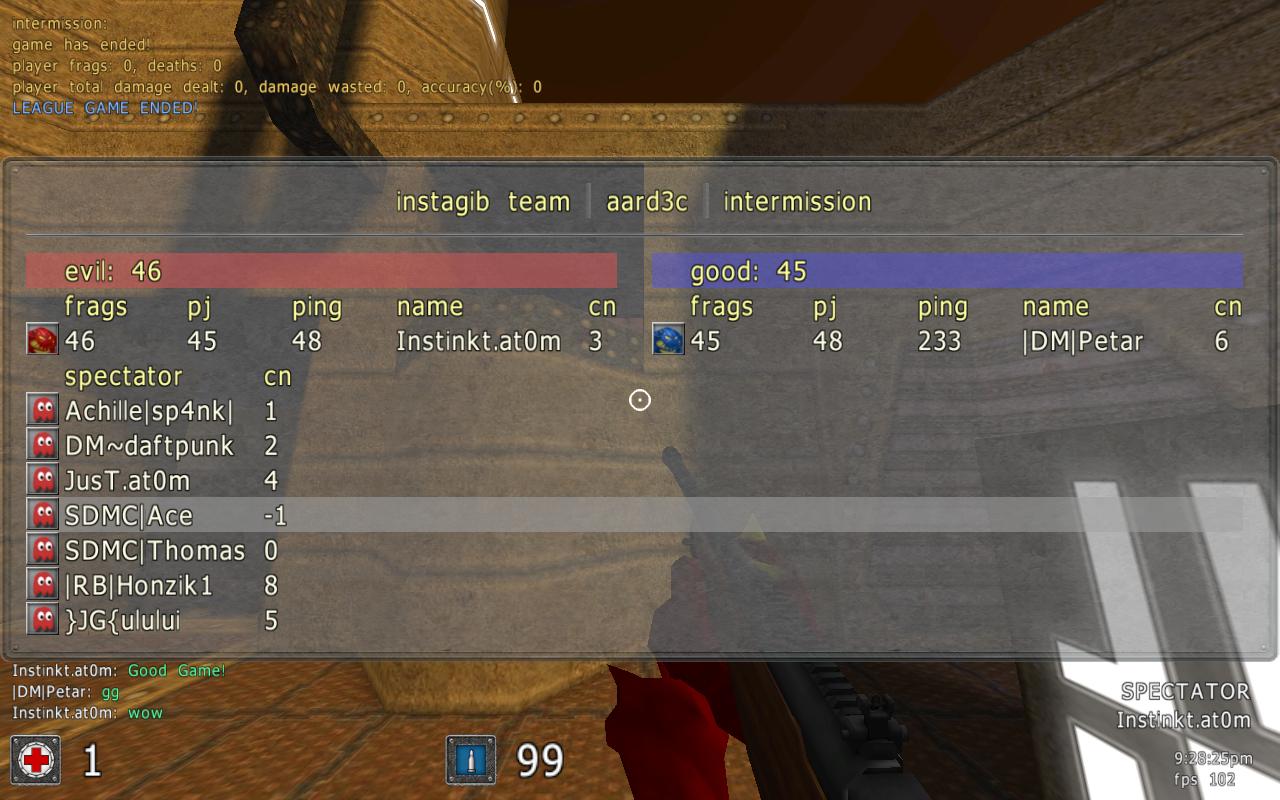 intermission:
game has ended!
player frags: 0, deaths: 0
player total damage dealt: 0, damage wasted: 0, accuracy(%): 0
LEAGUE GAME ENDED!
instagib team | aard3c | intermission
evil: 46
frags pj ping name cn
46 45 48 Instinkt.at0m 3
good: 45
frags pj ping name cn
45 48 233 |DM|Petar 6
spectator cn
Achille|sp4nk| 1
DM~daftpunk 2
JusT.at0m 4
SDMC|Ace -1
SDMC|Thomas 0
|RB|Honzik1 8
}JG{ulului 5
Instinkt.at0m: Good Game!
|DM|Petar: gg
Instinkt.at0m: wow
SPECTATOR
Instinkt.at0m
9:28:25pm
fps 102
1
99